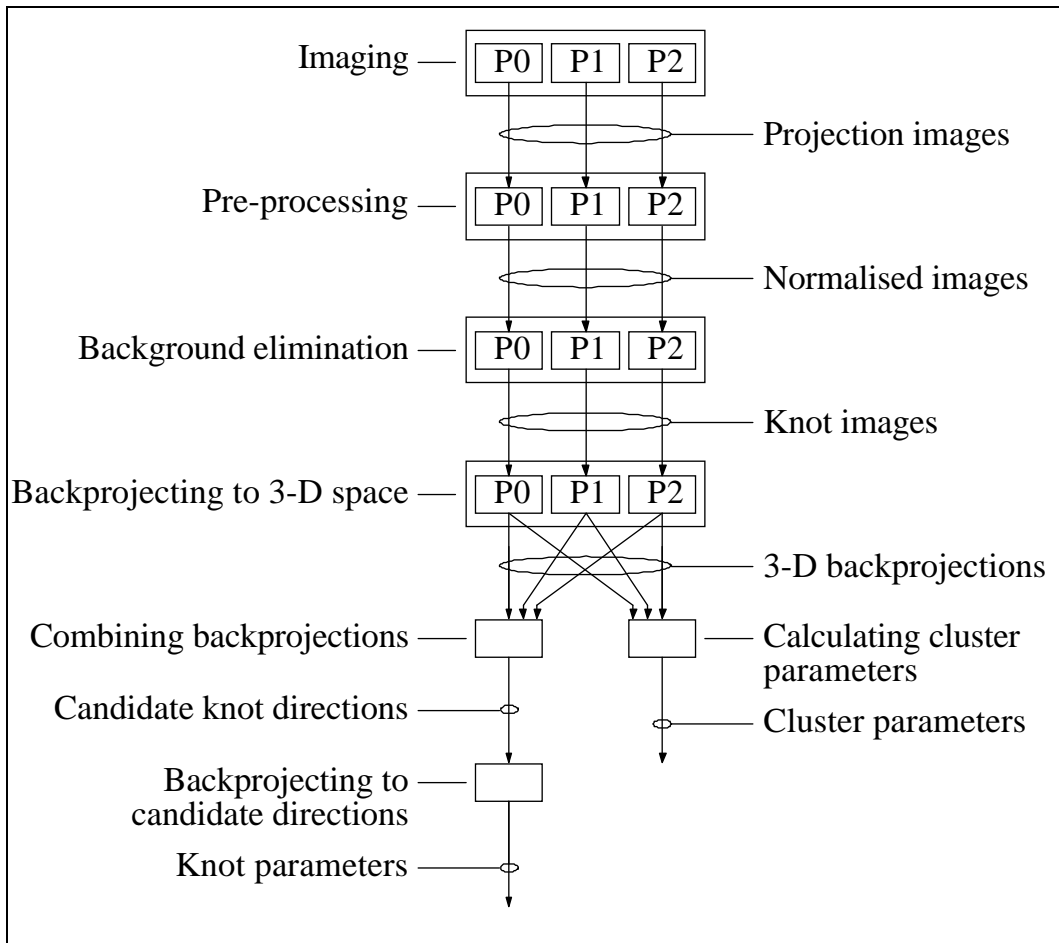 Imaging
P0 P1 P2
Projection images
Pre-processing
P0 P1 P2
Normalised images
Background elimination
P0 P1 P2
Knot images
Backprojecting to 3-D space
P0 P1 P2
3-D backprojections
Combining backprojections
Calculating cluster
parameters
Candidate knot directions
Cluster parameters
Backprojecting to
candidate directions
Knot parameters